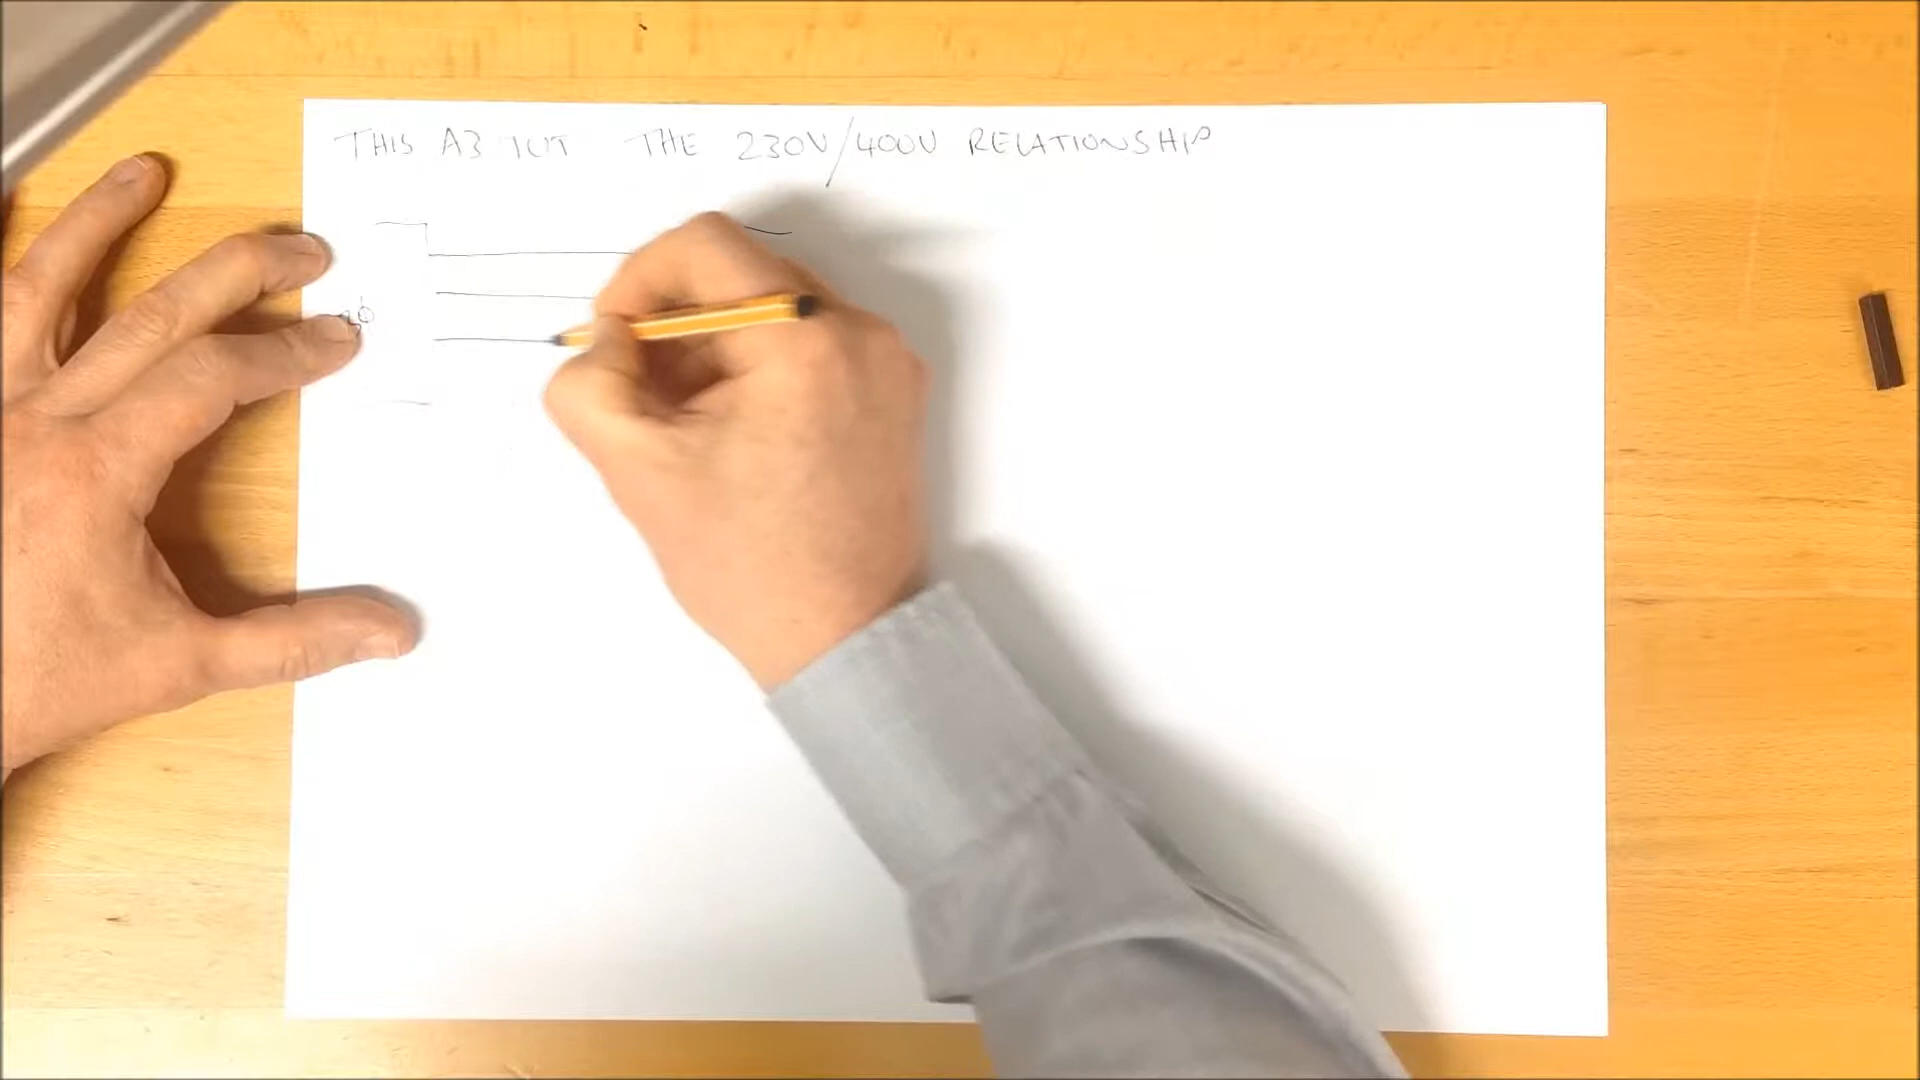 THIS A3 TUT THE 230V/400V RELATIONSHIP
3ϕ